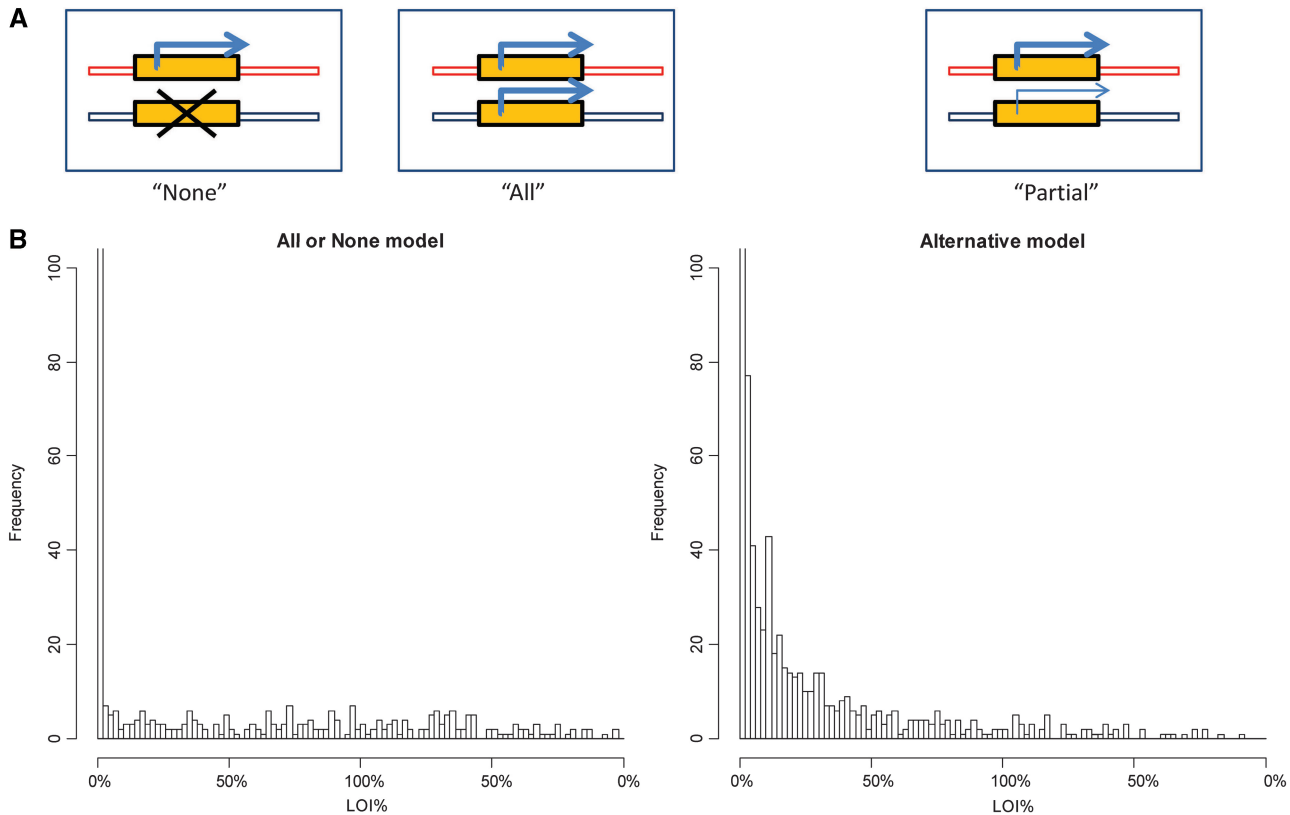 A
“None”
“All”
“Partial”
B
All or None model
Alternative model
Frequency
0
20
40
60
80
100
0%
50%
100%
50%
0%
LOI%
Frequency
0
20
40
60
80
100
0%
50%
100%
50%
0%
LOI%